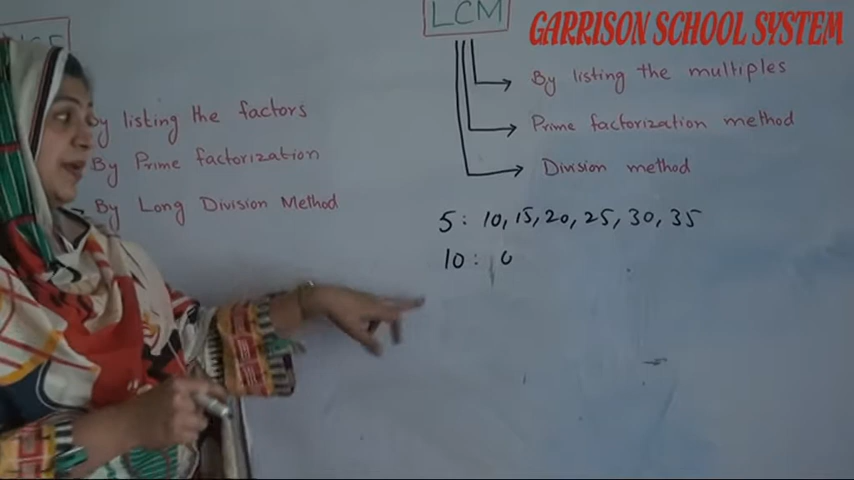 LCM
GARRISON SCHOOL SYSTEM
By listing the factors
By Prime factorization
By Long Division Method
By listing the multiples
Prime factorization method
Division method
5: 10, 15, 20, 25, 30, 35
10: 0